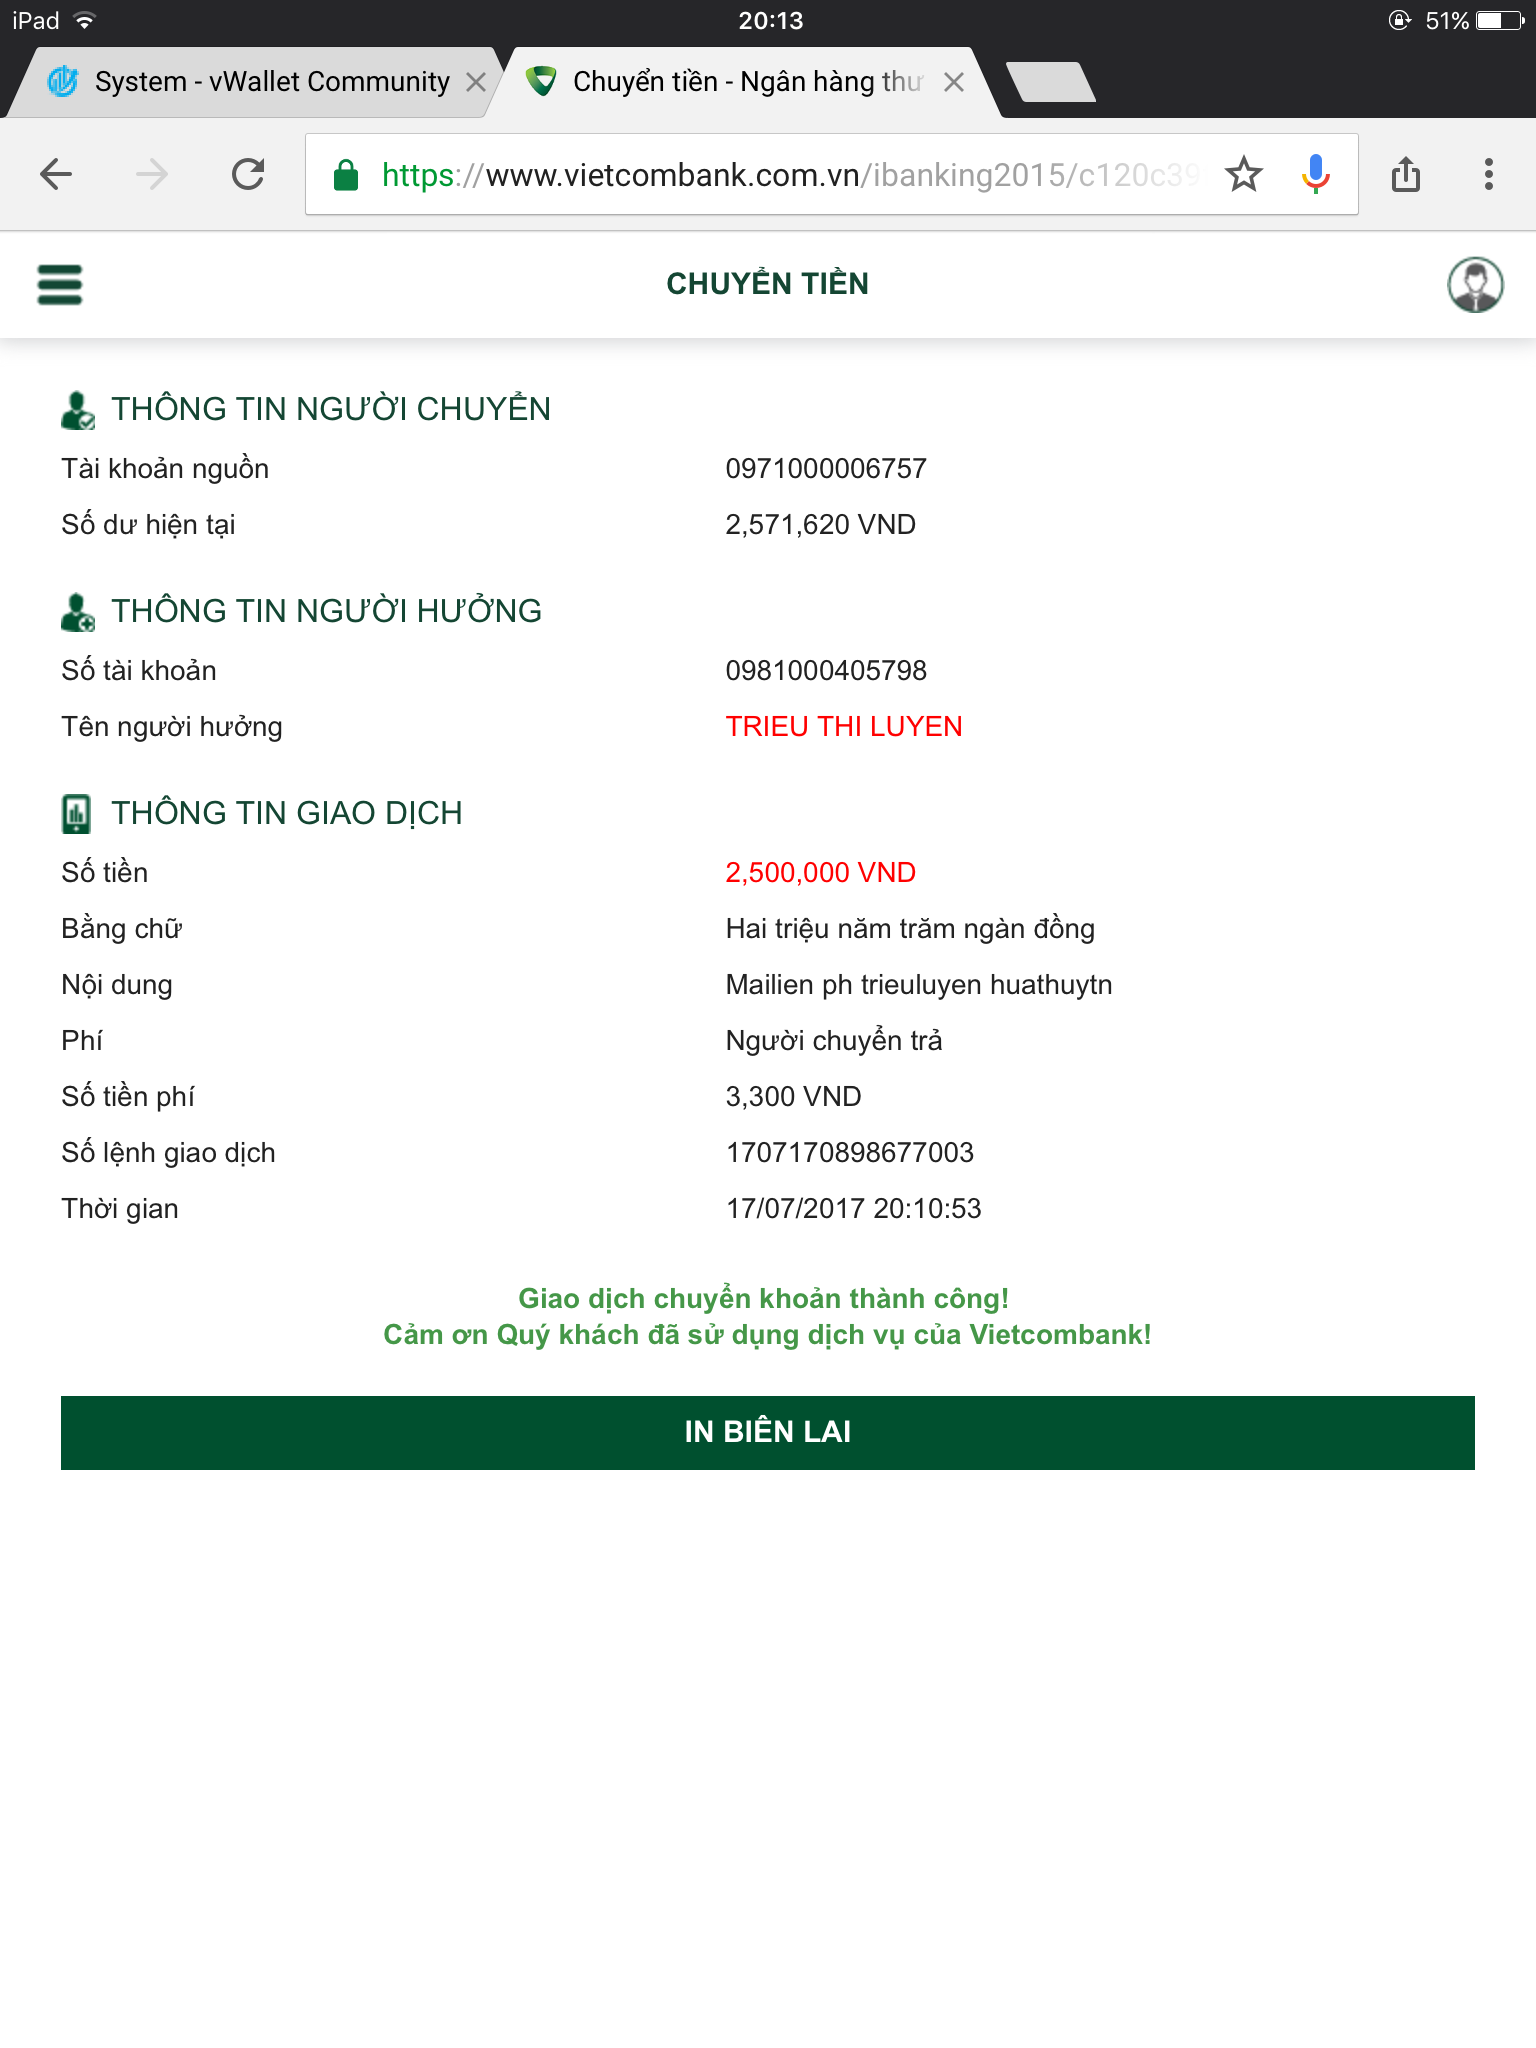 iPad 20:13 51%
System - vWallet Community Chuyển tiền - Ngân hàng thư
https://www.vietcombank.com.vn/ibanking2015/c120c39
CHUYỂN TIỀN
THÔNG TIN NGƯỜI CHUYỂN
Tài khoản nguồn 0971000006757
Số dư hiện tại 2,571,620 VND
THÔNG TIN NGƯỜI HƯỞNG
Số tài khoản 0981000405798
Tên người hưởng TRIEU THI LUYEN
THÔNG TIN GIAO DỊCH
Số tiền 2,500,000 VND
Bằng chữ Hai triệu năm trăm ngàn đồng
Nội dung Mailien ph trieuluyen huathuytn
Phí Người chuyển trả
Số tiền phí 3,300 VND
Số lệnh giao dịch 1707170898677003
Thời gian 17/07/2017 20:10:53
Giao dịch chuyển khoản thành công!
Cảm ơn Quý khách đã sử dụng dịch vụ của Vietcombank!
IN BIÊN LAI